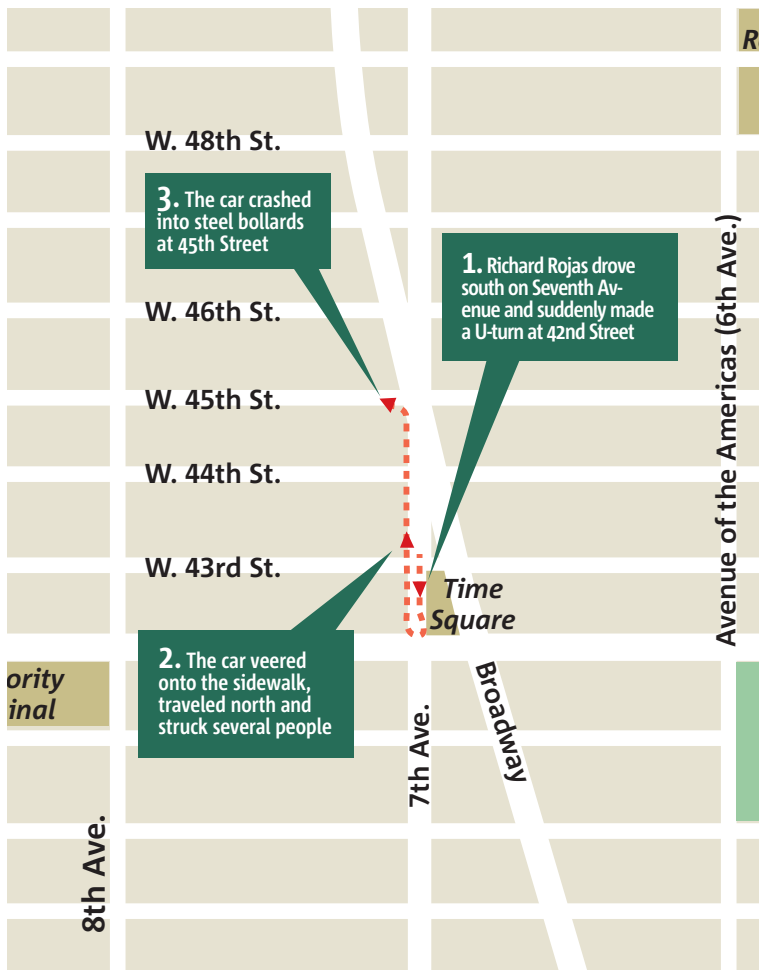 R
W. 48th St.
3. The car crashed
into steel bollards
at 45th Street
1. Richard Rojas drove
south on Seventh Av-
enue and suddenly made
a U-turn at 42nd Street
W. 46th St.
W. 45th St.
W. 44th St.
W. 43rd St.
Avenue of the Americas (6th Ave.)
Time
Square
2. The car veered
onto the sidewalk,
traveled north and
struck several people
ority
inal
7th Ave.
Broadway
8th Ave.